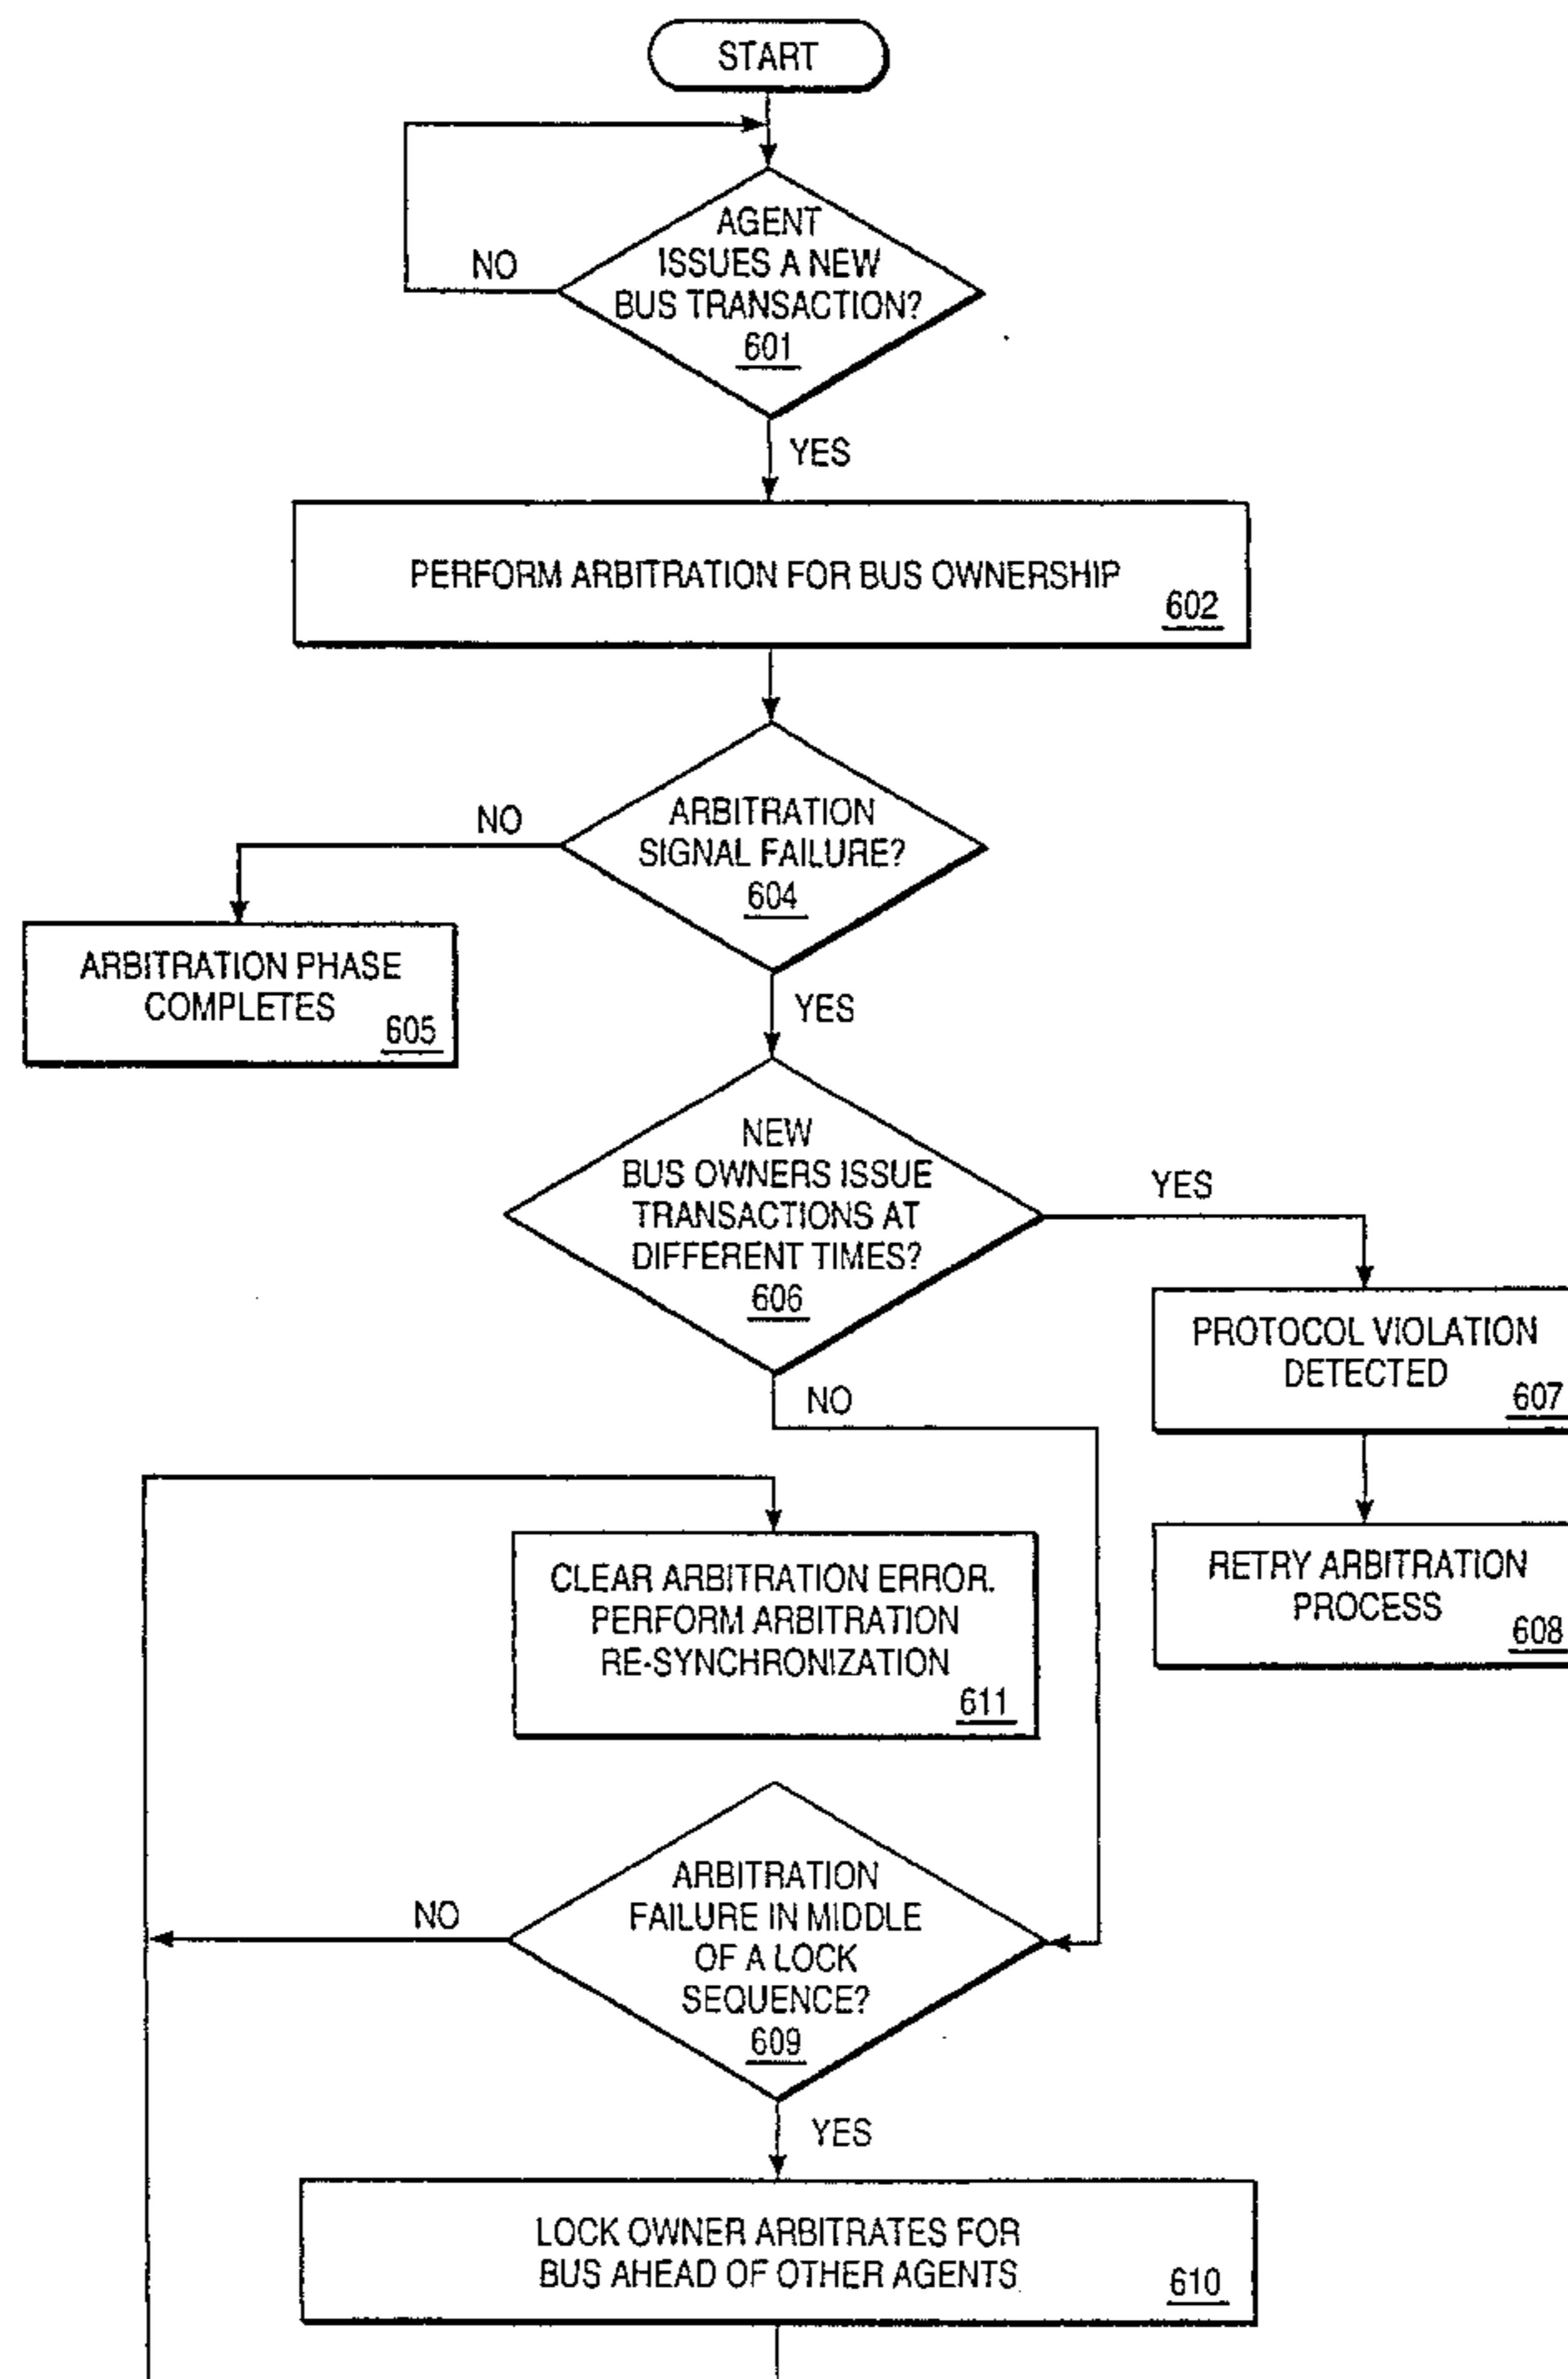 START
AGENT
ISSUES A NEW
BUS TRANSACTION?
601
NO
YES
PERFORM ARBITRATION FOR BUS OWNERSHIP
602
ARBITRATION
SIGNAL FAILURE?
604
NO
ARBITRATION PHASE
COMPLETES
605
YES
NEW
BUS OWNERS ISSUE
TRANSACTIONS AT
DIFFERENT TIMES?
606
YES
PROTOCOL VIOLATION
DETECTED
607
NO
RETRY ARBITRATION
PROCESS
608
CLEAR ARBITRATION ERROR.
PERFORM ARBITRATION
RE-SYNCHRONIZATION
611
ARBITRATION
FAILURE IN MIDDLE
OF A LOCK
SEQUENCE?
609
NO
YES
LOCK OWNER ARBITRATES FOR
BUS AHEAD OF OTHER AGENTS
610